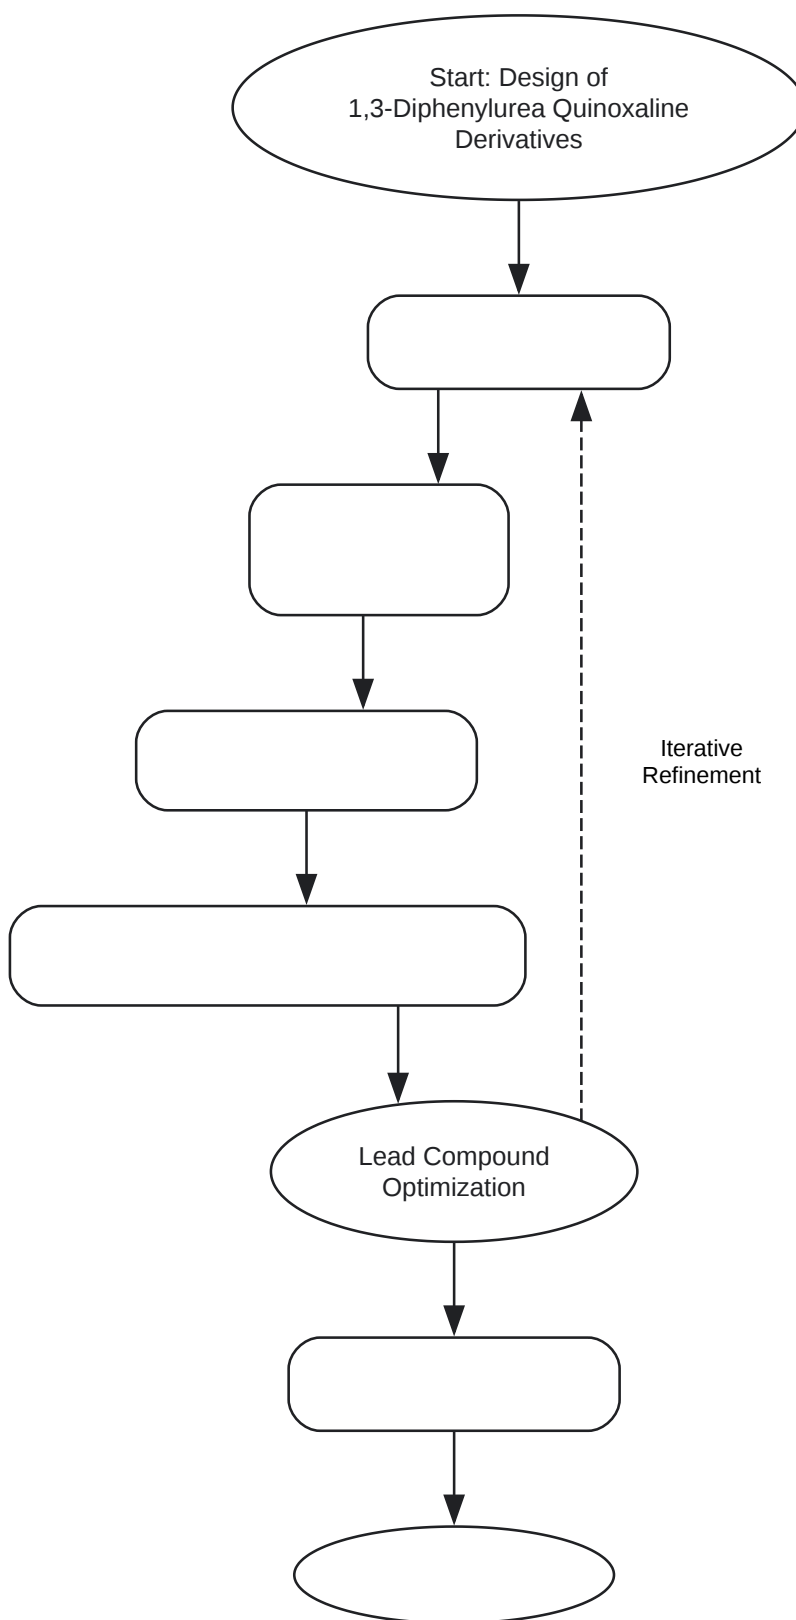 Start: Design of
1,3-Diphenylurea Quinoxaline
Derivatives
Iterative
Refinement
Lead Compound
Optimization